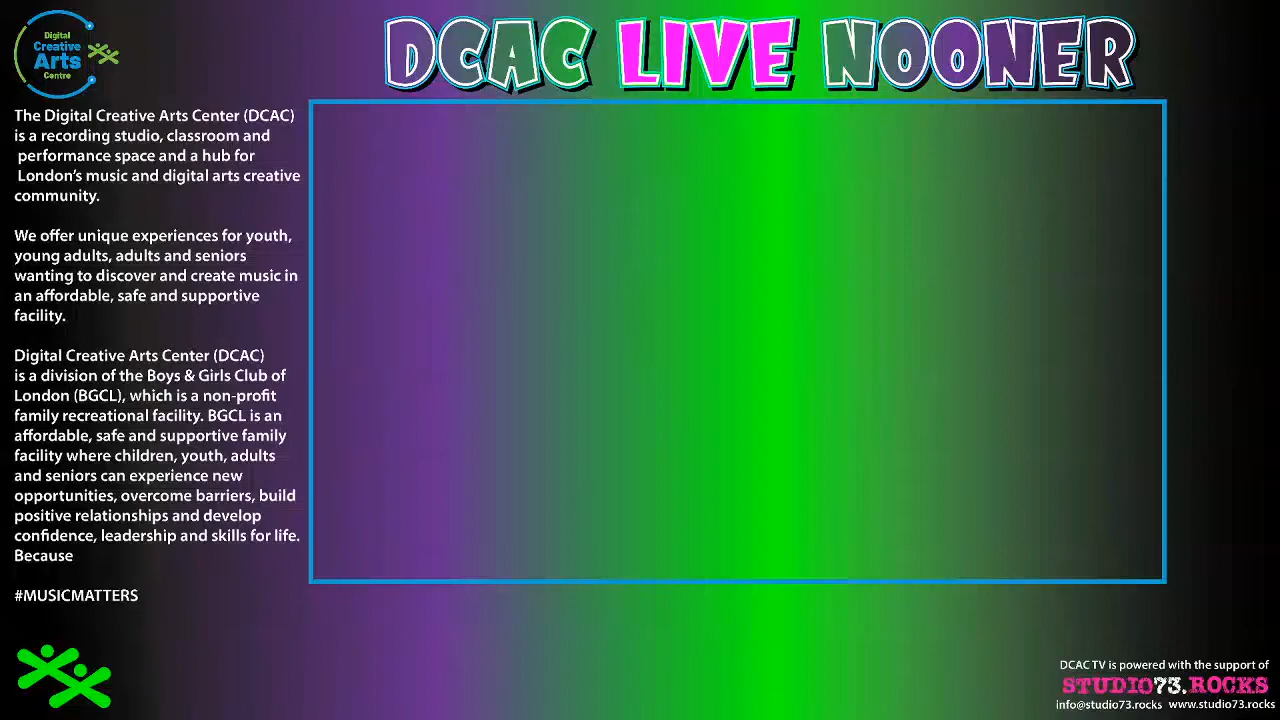 Digital
Creative
Arts
Centre
DCAC LIVE NOONER
The Digital Creative Arts Center (DCAC)
is a recording studio, classroom and
performance space and a hub for
London's music and digital arts creative
community.
We offer unique experiences for youth,
young adults, adults and seniors
wanting to discover and create music in
an affordable, safe and supportive
facility.
Digital Creative Arts Center (DCAC)
is a division of the Boys & Girls Club of
London (BGCL), which is a non-profit
family recreational facility. BGCL is an
affordable, safe and supportive family
facility where children, youth, adults
and seniors can experience new
opportunities, overcome barriers, build
positive relationships and develop
confidence, leadership and skills for life.
Because
#MUSICMATTERS
DCAC TV is powered with the support of
STUDIO73.ROCKS
info@studio73.rocks www.studio73.rocks